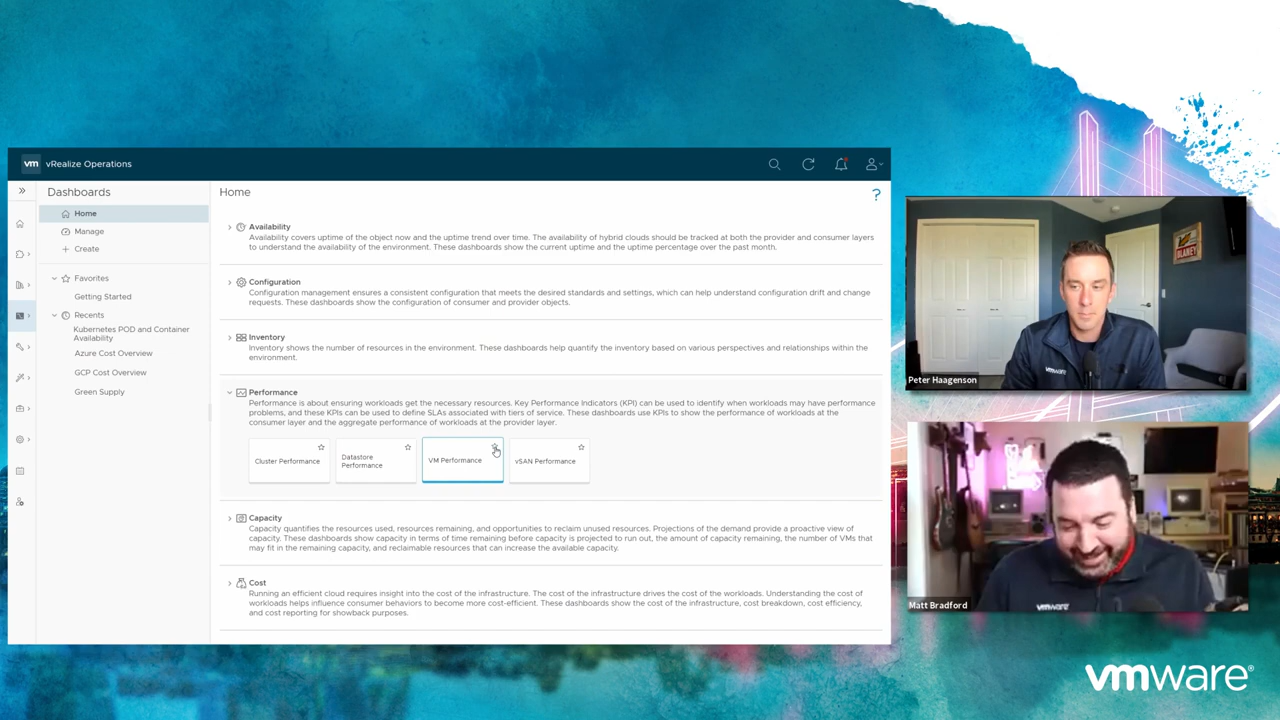 vm vRealize Operations
Dashboards
Home
Manage
Create
Favorites
Getting Started
Recents
Kubernetes POD and Container
Availability
Azure Cost Overview
GCP Cost Overview
Green Supply
Home
?
Availability
Availability covers uptime of the object now and the uptime trend over time. The availability of hybrid clouds should be tracked at both the provider and consumer layers
to understand the availability of the environment. These dashboards show the current uptime and the uptime percentage over the past month.
Configuration
Configuration management ensures a consistent configuration that meets the desired standards and settings, which can help understand configuration drift and change
requests. These dashboards show the configuration of consumer and provider objects.
Inventory
Inventory shows the number of resources in the environment. These dashboards help quantify the inventory based on various perspectives and relationships within the
environment.
Performance
Performance is about ensuring workloads get the necessary resources. Key Performance Indicators (KPI) can be used to identify when workloads may have performance
problems, and these KPIs can be used to define SLAs associated with tiers of service. These dashboards use KPIs to show the performance of workloads at the
consumer layer and the aggregate performance of workloads at the provider layer.
Cluster Performance
Datastore
Performance
VM Performance
vSAN Performance
Capacity
Capacity quantifies the resources used, resources remaining, and opportunities to reclaim unused resources. Projections of the demand provide a proactive view of
capacity. These dashboards show capacity in terms of time remaining before capacity is projected to run out, the amount of capacity remaining, the number of VMs that
may fit in the remaining capacity, and reclaimable resources that can increase the available capacity.
Cost
Running an efficient cloud requires insight into the cost of the infrastructure. The cost of the infrastructure drives the cost of the workloads. Understanding the cost of
workloads helps influence consumer behaviors to become more cost-efficient. These dashboards show the cost of the infrastructure, cost breakdown, cost efficiency,
and cost reporting for showback purposes.
BLANEY
vmware
Peter Haagenson
vmware
Matt Bradford
vmware®